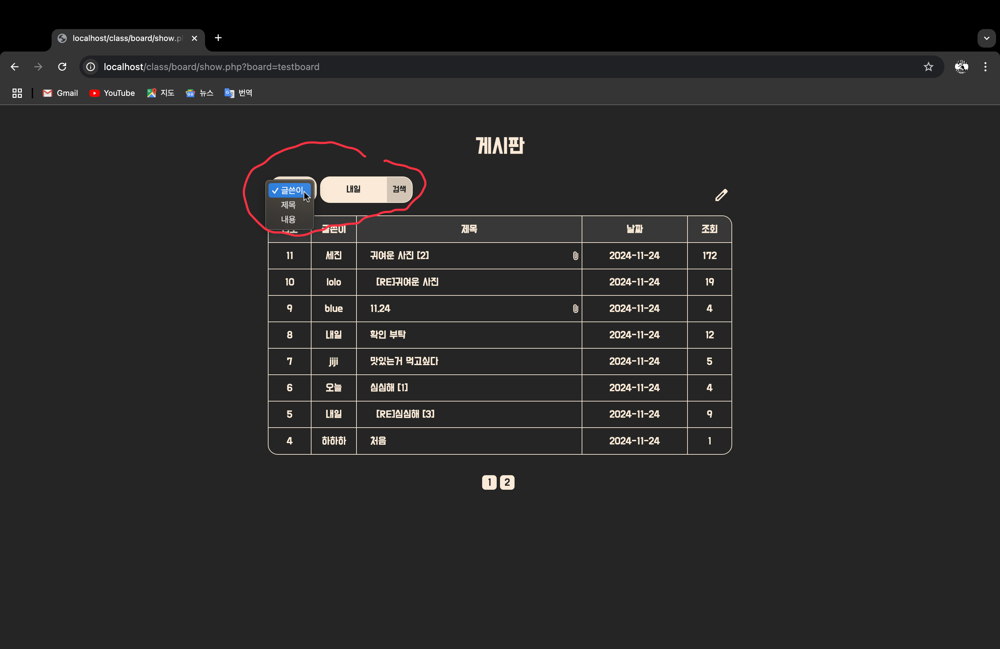 localhost/class/board/show.p
localhost/class/board/show.php?board=testboard
Gmail YouTube 지도 뉴스 번역
게시판
글쓴이
제목
내용
내일 검색
글쓴이 제목 날짜 조회
11 세진 귀여운 사진 [2] 2024-11-24 172
10 lolo [RE]귀여운 사진 2024-11-24 19
9 blue 11.24 2024-11-24 4
8 내일 확인 부탁 2024-11-24 12
7 jiji 맛있는거 먹고싶다 2024-11-24 5
6 오늘 심심해 [1] 2024-11-24 4
5 내일 [RE]심심해 [3] 2024-11-24 9
4 하하하 처음 2024-11-24 1
1 2